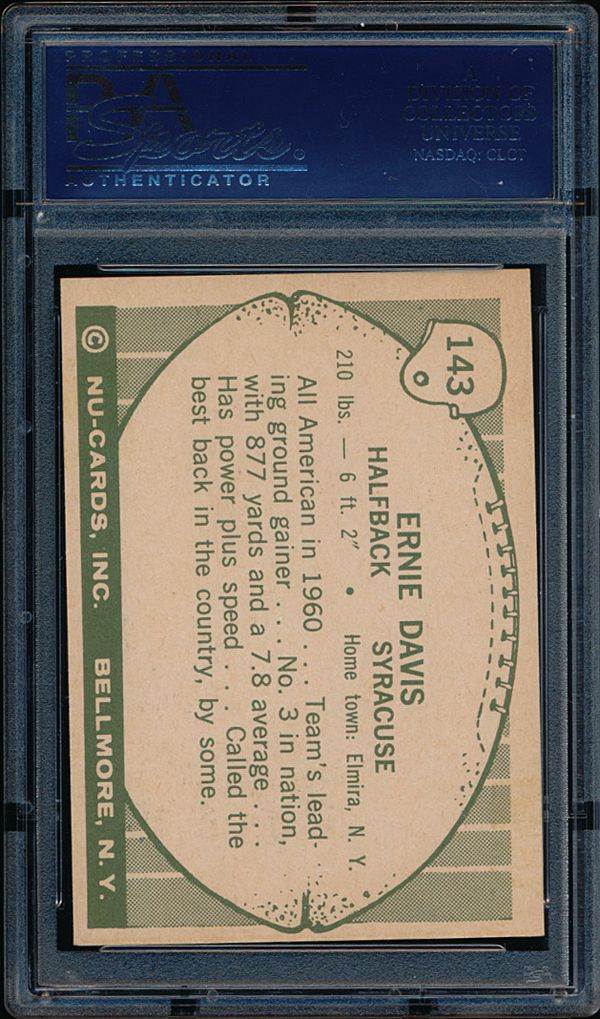 PROFESSIONAL
PSA
Sports.
AUTHENTICATOR
A
DIVISION OF
COLLECTORS
UNIVERSE
NASDAQ: CLCT
143
ERNIE DAVIS
HALFBACK SYRACUSE
210 lbs. — 6 ft. 2" • Home town: Elmira, N. Y.
All American in 1960 ... Team's lead-
ing ground gainer ... No. 3 in nation,
with 877 yards and a 7.8 average ...
Has power plus speed ... Called the
best back in the country, by some.
© NU-CARDS, INC. BELLMORE, N. Y.